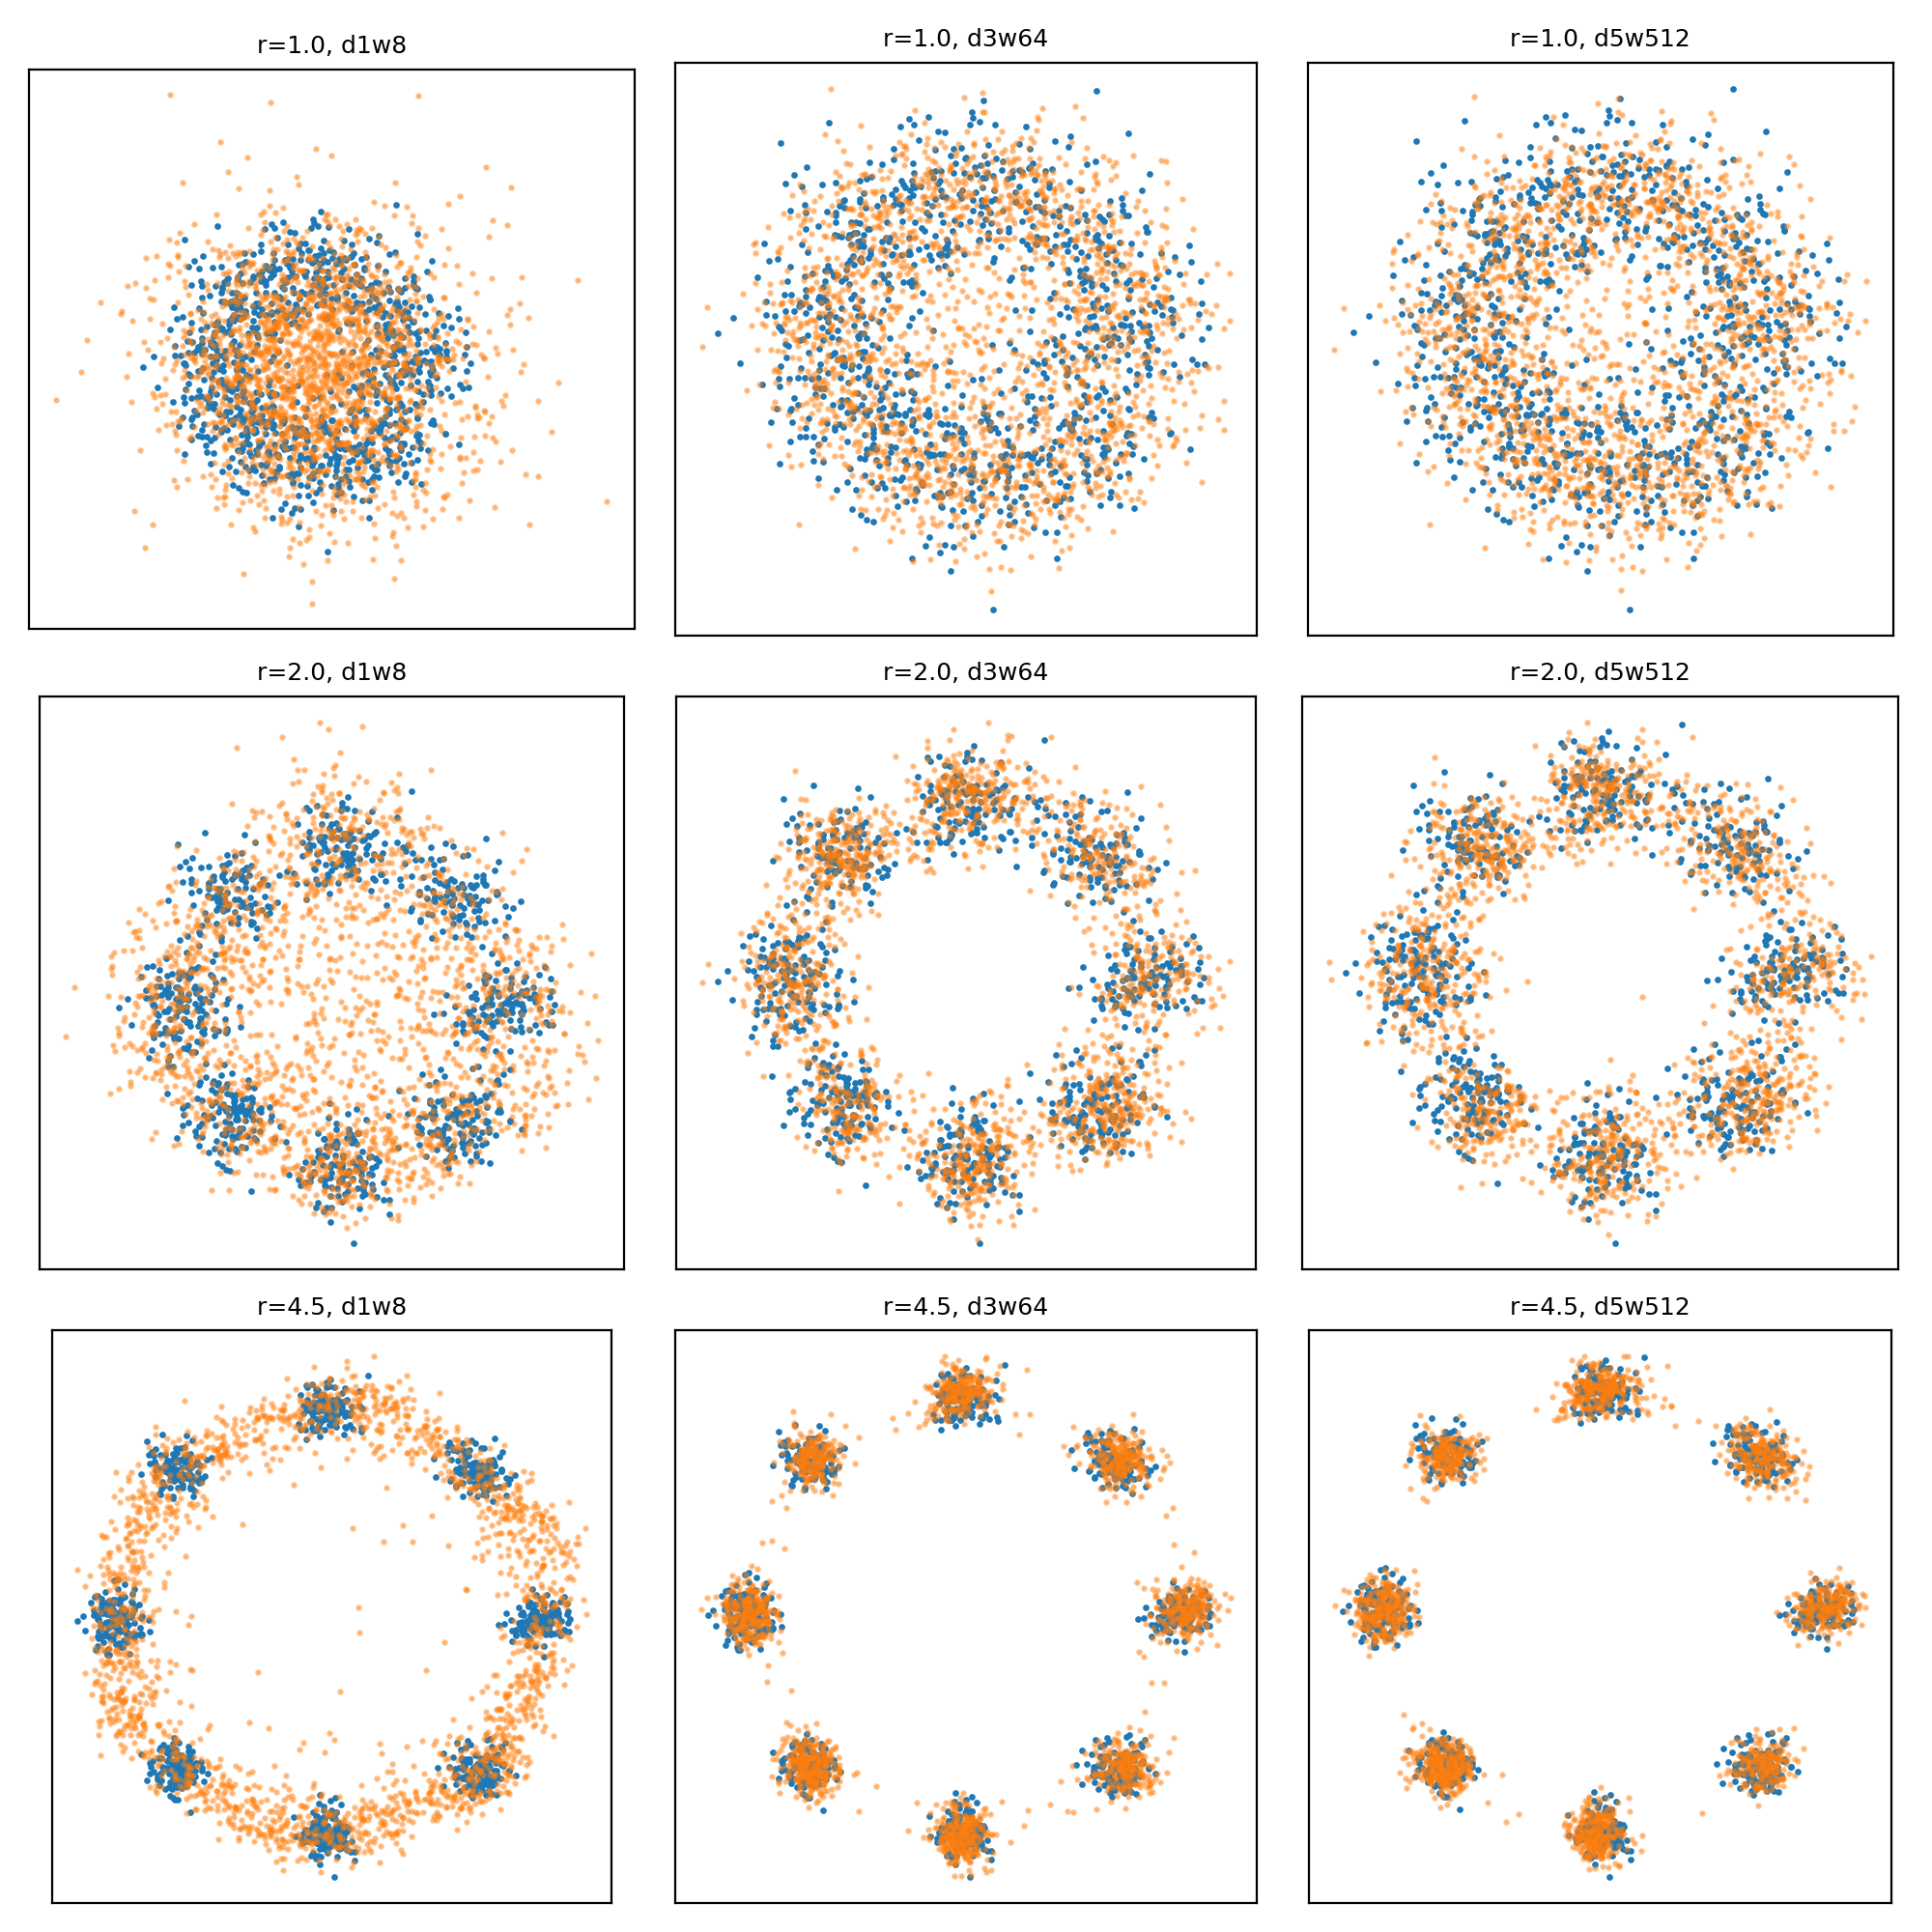 r=1.0, d1w8
r=1.0, d3w64
r=1.0, d5w512
r=2.0, d1w8
r=2.0, d3w64
r=2.0, d5w512
r=4.5, d1w8
r=4.5, d3w64
r=4.5, d5w512